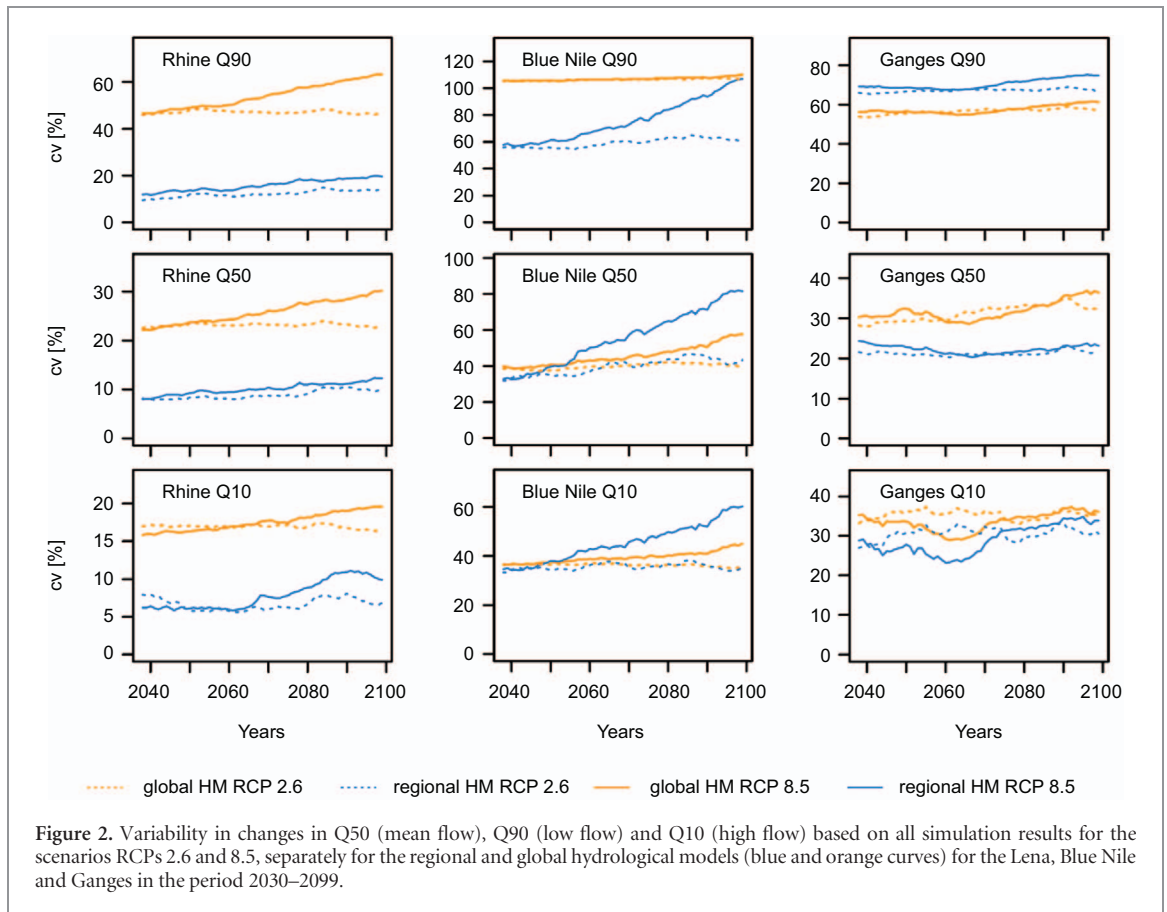 Rhine Q90
cv [%]
60
40
20
0
Blue Nile Q90
120
100
80
60
40
20
0
Ganges Q90
80
60
40
20
0
Rhine Q50
cv [%]
30
20
10
0
Blue Nile Q50
100
80
60
40
20
0
Ganges Q50
40
30
20
10
0
Rhine Q10
cv [%]
20
15
10
5
0
2040 2060 2080 2100
Years
Blue Nile Q10
60
40
20
0
2040 2060 2080 2100
Years
Ganges Q10
40
30
20
10
0
2040 2060 2080 2100
Years
global HM RCP 2.6 regional HM RCP 2.6 global HM RCP 8.5 regional HM RCP 8.5
Figure 2. Variability in changes in Q50 (mean flow), Q90 (low flow) and Q10 (high flow) based on all simulation results for the
scenarios RCPs 2.6 and 8.5, separately for the regional and global hydrological models (blue and orange curves) for the Lena, Blue Nile
and Ganges in the period 2030–2099.